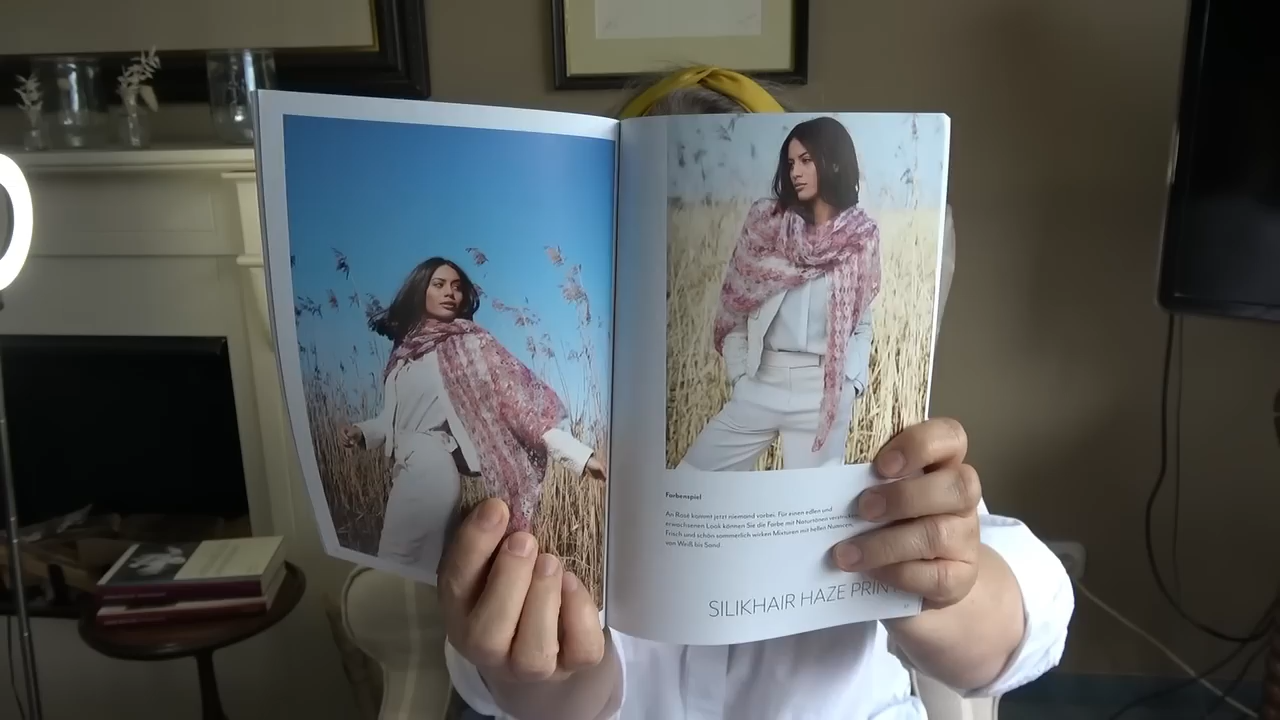 Farbenspiel
An Rosé kommt jetzt niemand vorbei. Für einen edlen und
erwachsenen Look können Sie die Farbe mit Naturtönen
Frisch und schön sommerlich wirken Mixturen mit hellen Nuancen,
von Weiß bis Sand.
SILIKHAIR HAZE PRIN